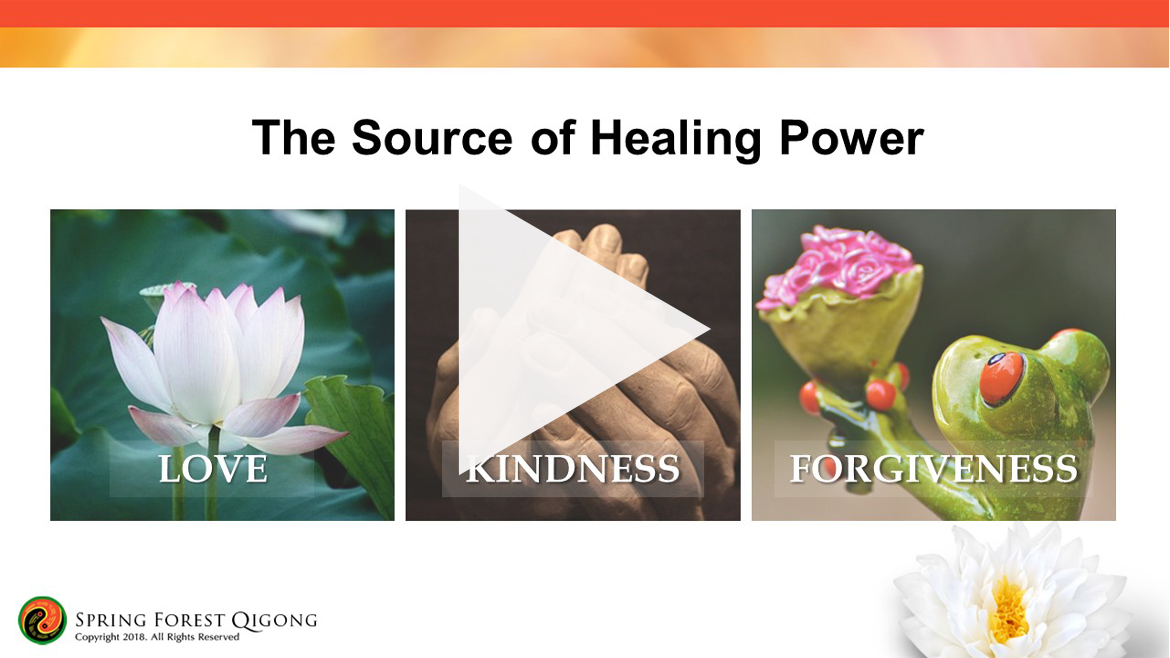 The Source of Healing Power
LOVE
KINDNESS
FORGIVENESS
SPRING FOREST QIGONG
Copyright 2018. All Rights Reserved